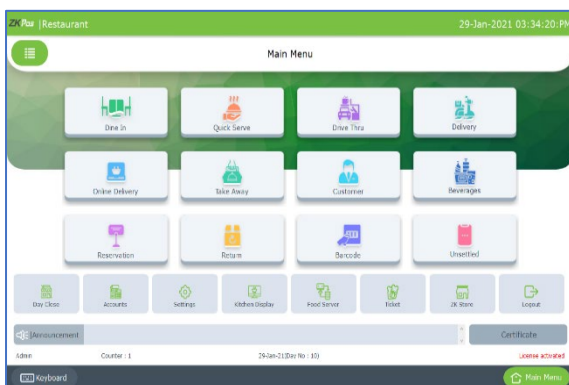 ZKPos |Restaurant 29-Jan-2021 03:34:20:PM
Main Menu
Dine In Quick Serve Drive Thru Delivery
Online Delivery Take Away Customer Beverages
Reservation Return Barcode Unsettled
Day Close Accounts Settings Kitchen Display Food Server Ticket ZK Store Logout
|Announcement Certificate
Admin Counter : 1 29-Jan-21(Day No : 10) License activated
Keyboard Main Menu